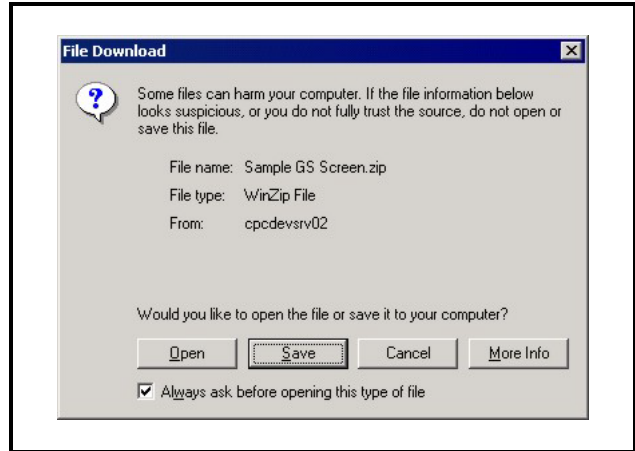 File Download
Some files can harm your computer. If the file information below
looks suspicious, or you do not fully trust the source, do not open or
save this file.
File name: Sample GS Screen.zip
File type: WinZip File
From: cpcdevsrv02
Would you like to open the file or save it to your computer?
Open Save Cancel More Info
Always ask before opening this type of file